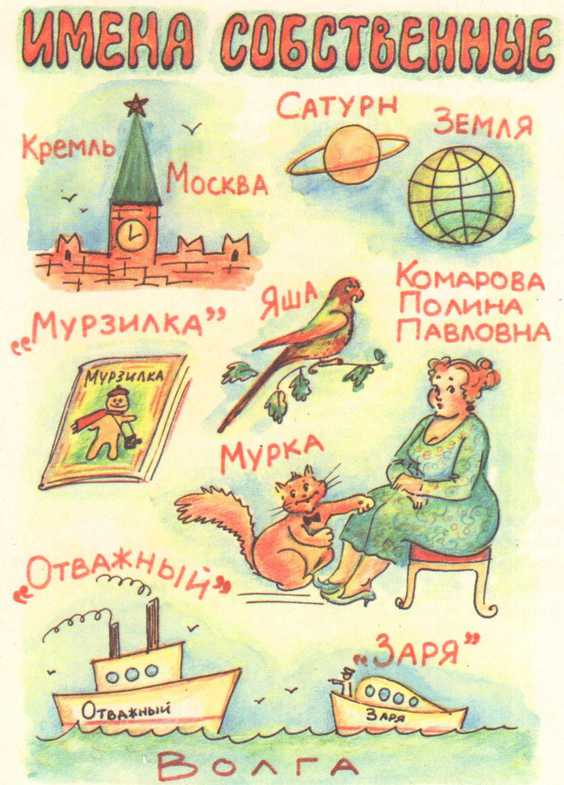 ИМЕНА СОБСТВЕННЫЕ
Кремль
Москва
Сатурн
Земля
„Мурзилка”
Мурзилка
Яша
Комарова
Полина
Павловна
Мурка
„Отважный”
Отважный
„Заря”
Заря
Волга